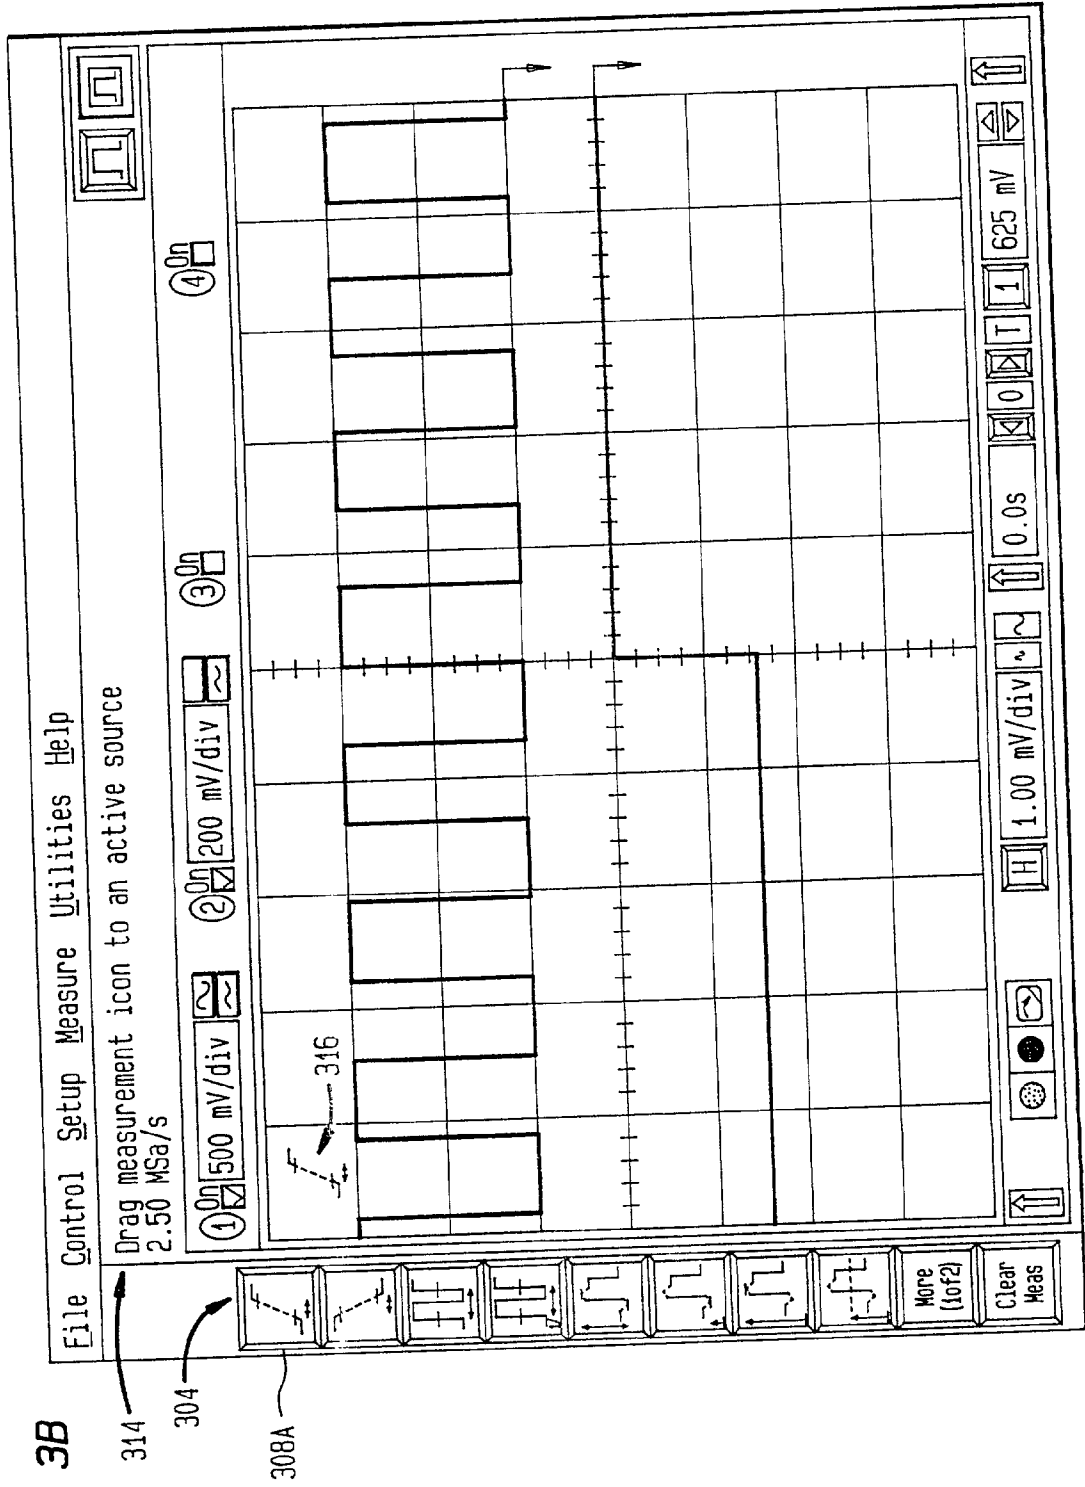 3B
File Control Setup Measure Utilities Help
314
Drag measurement icon to an active source
2.50 MSa/s
304
1 On 500 mV/div
2 On 200 mV/div
3 On
4 On
308A
316
More
(1of2)
Clear
Meas
H 1.00 mV/div 0.0s 0 T 1 625 mV